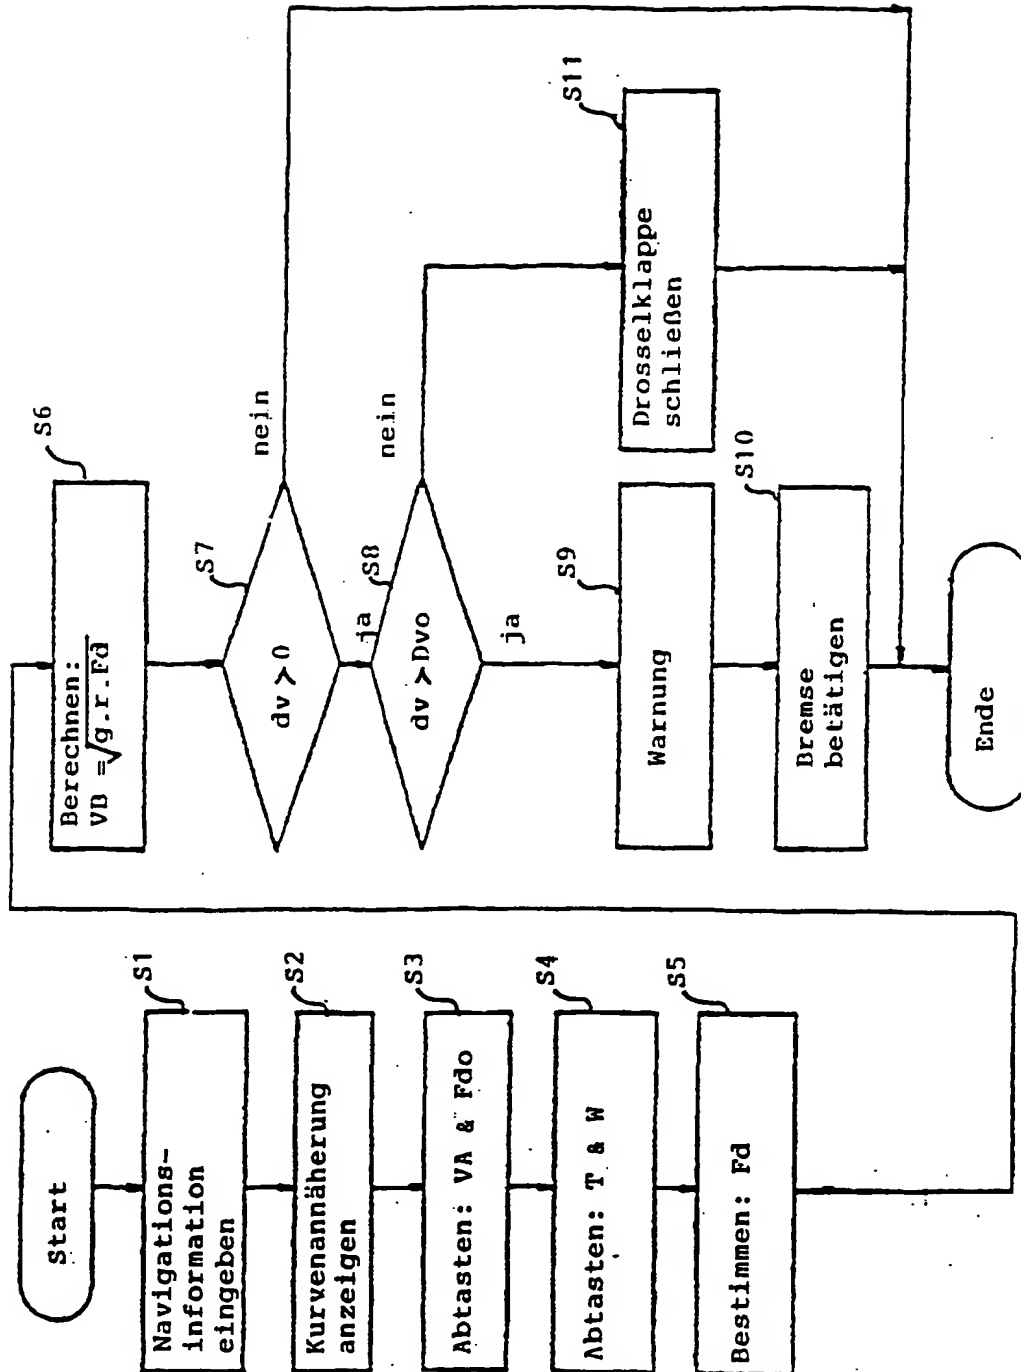 Start
S1
Navigations-
information
eingeben
S2
Kurvenannäherung
anzeigen
S3
Abtasten: VA & Fdo
S4
Abtasten: T & W
S5
Bestimmen: Fd
S6
Berechnen:
VB =√g.r.Fd
S7
dv > 0
nein
ja
S8
dv > Dvo
nein
ja
S9
Warnung
S10
Bremse
betätigen
S11
Drosselklappe
schließen
Ende